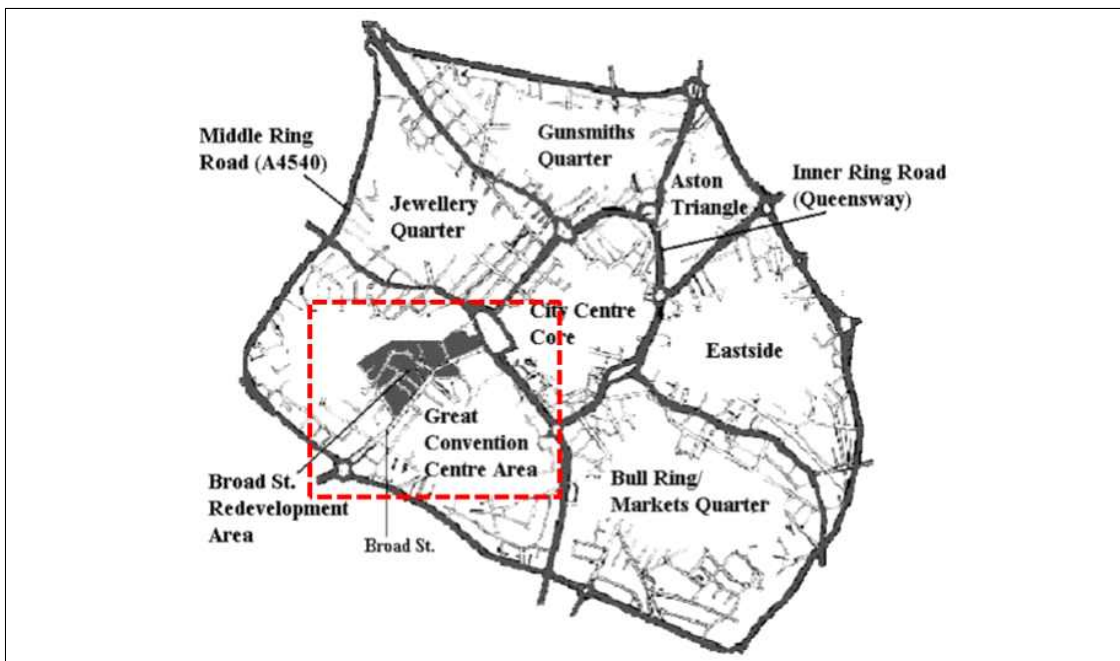 Gunsmiths
Quarter
Middle Ring
Road (A4540)
Inner Ring Road
(Queensway)
Aston
Triangle
Jewellery
Quarter
City Centre
Core
Eastside
Great
Convention
Centre Area
Bull Ring/
Markets Quarter
Broad St.
Redevelopment
Area
Broad St.